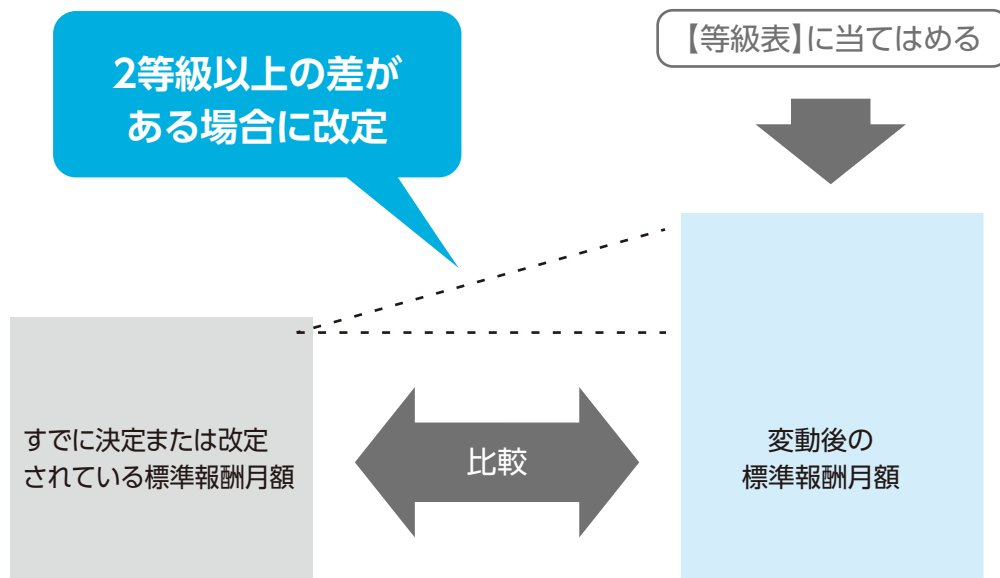 2等級以上の差が
ある場合に改定
【等級表】に当てはめる
すでに決定または改定
されている標準報酬月額
比較
変動後の
標準報酬月額